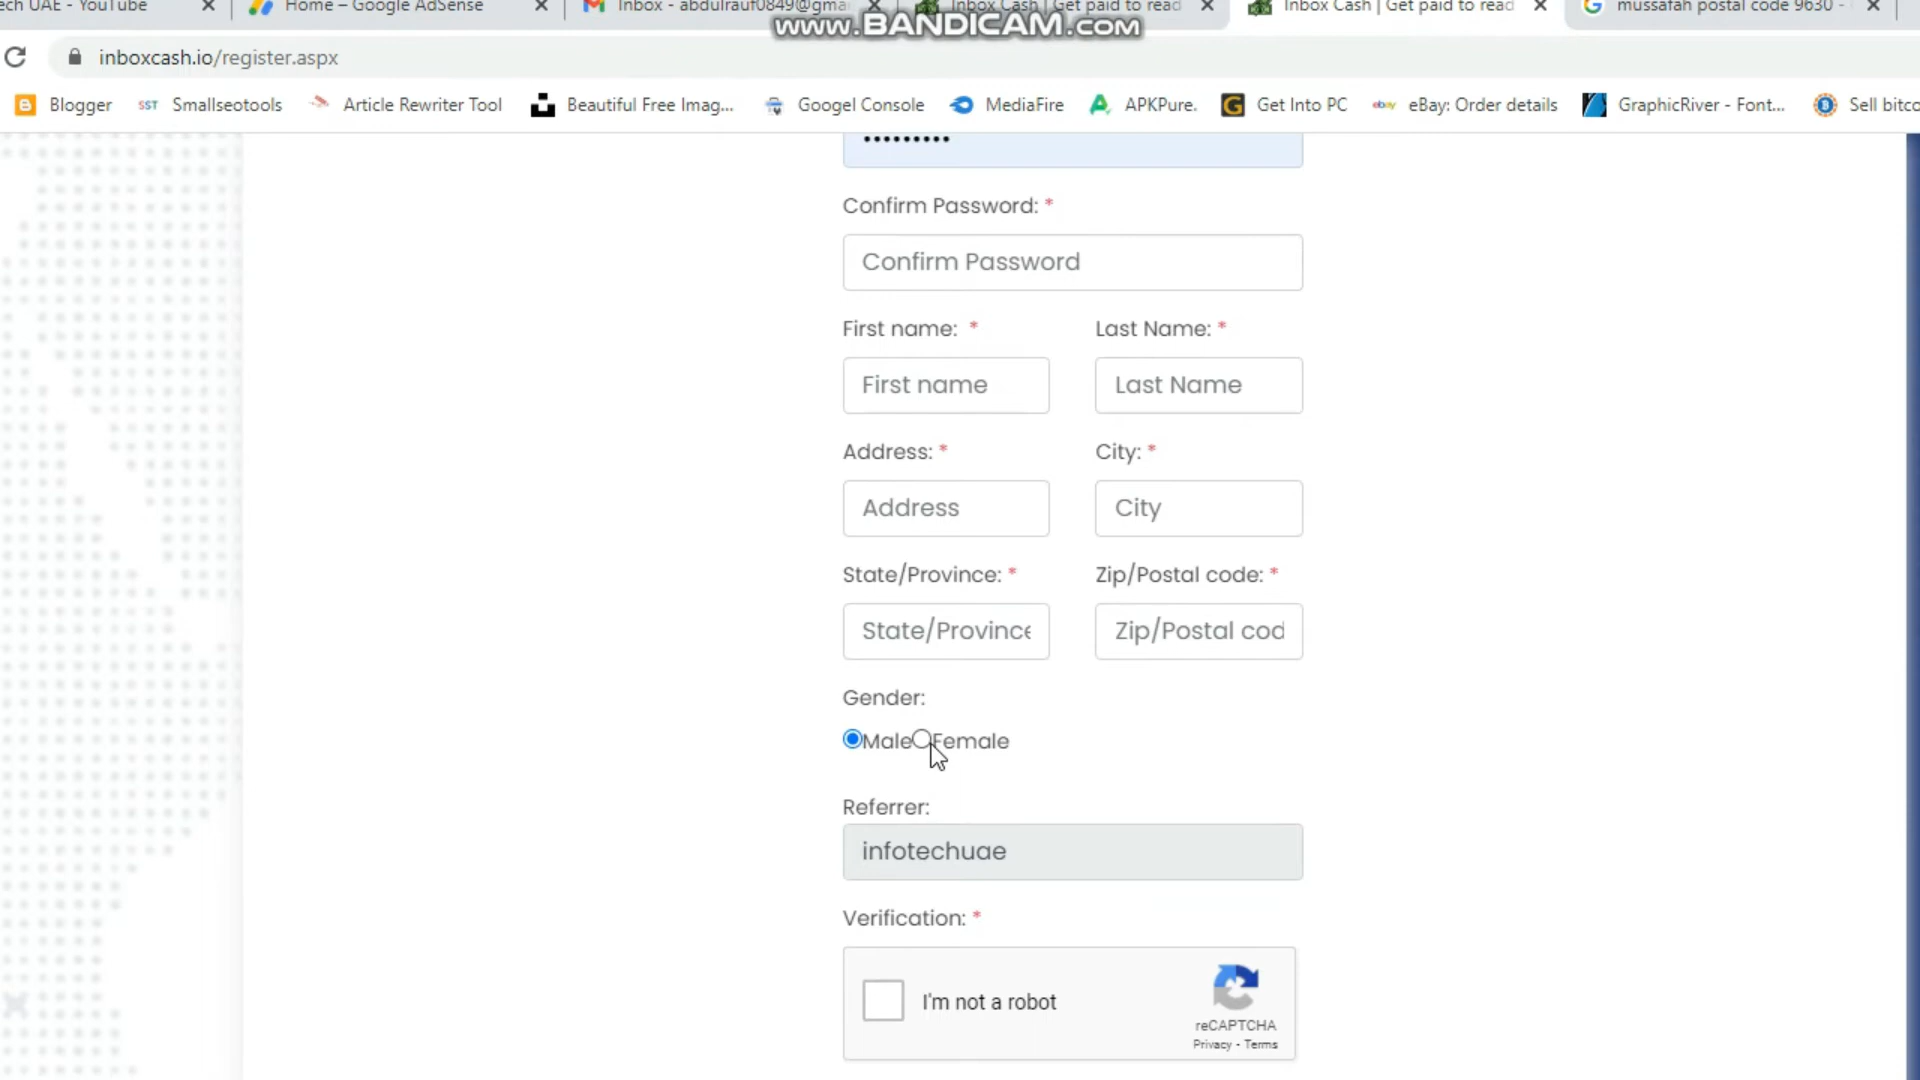 ech UAE - YouTube
Home – Google AdSense
Inbox - abdulrauf0849@gma
Inbox Cash | Get paid to read
Inbox Cash | Get paid to read
mussafah postal code 9630 -
www.BANDICAM.com
inboxcash.io/register.aspx
Blogger
SST
Smallseotools
Article Rewriter Tool
Beautiful Free Imag...
Googel Console
MediaFire
APKPure.
Get Into PC
ebay
eBay: Order details
GraphicRiver - Font...
Sell bitco
Confirm Password: *
Confirm Password
First name: * Last Name: *
First name Last Name
Address: * City: *
Address City
State/Province: * Zip/Postal code: *
State/Province Zip/Postal cod
Gender:
Male Female
Referrer:
infotechuae
Verification: *
I'm not a robot
reCAPTCHA
Privacy - Terms